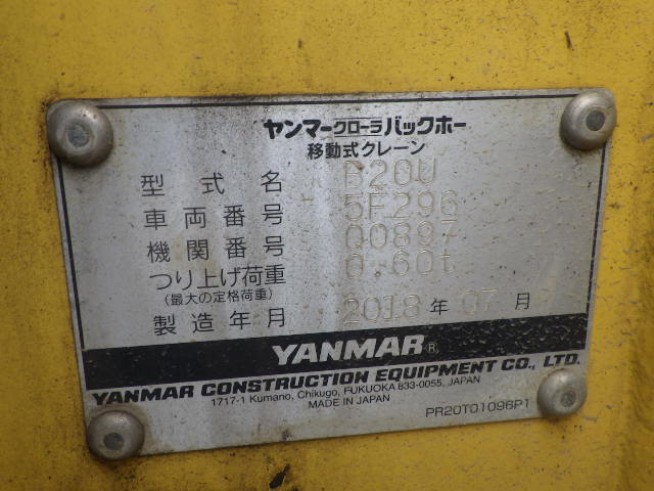 ヤンマークローラバックホー
移動式クレーン
型式名 B20U
車両番号 5FZ96
機関番号 00897
つり上げ荷重 0.60t
(最大の定格荷重)
製造年月 2018年07月
YANMAR®
YANMAR CONSTRUCTION EQUIPMENT CO., LTD.
1717-1 Kumano, Chikugo, FUKUOKA 833-0055, JAPAN
MADE IN JAPAN
PR20T01096P1